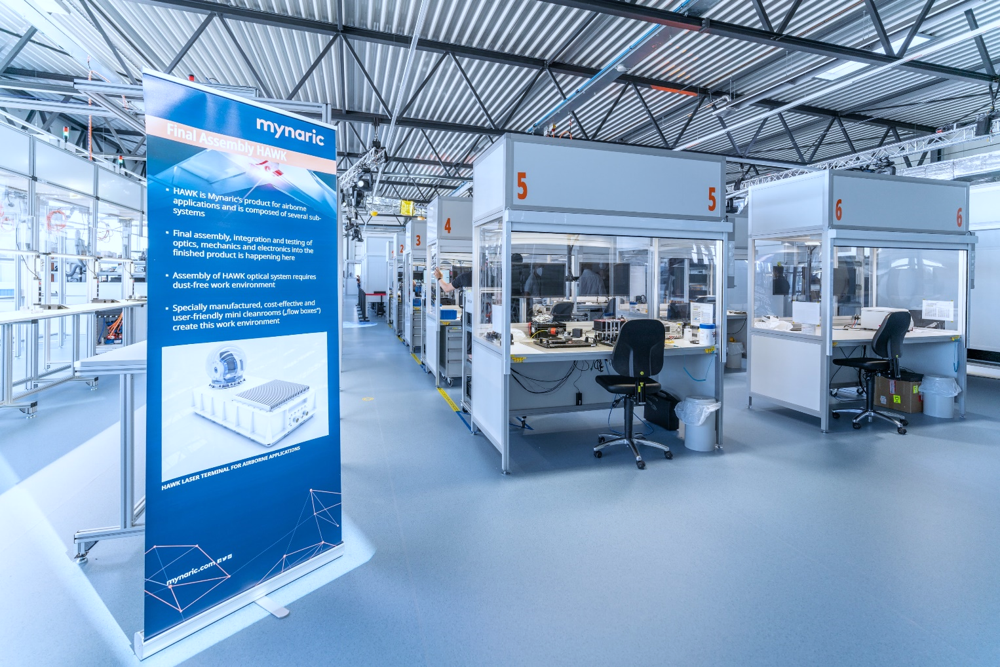 mynaric
Final Assembly HAWK
▪ HAWK is Mynaric's product for airborne
applications and is composed of several sub-
systems
▪ Final assembly, integration and testing of
optics, mechanics and electronics into the
finished product is happening here
▪ Assembly of HAWK optical system requires
dust-free work environment
▪ Specially manufactured, cost-effective and
user-friendly mini cleanrooms („flow boxes")
create this work environment
HAWK LASER TERMINAL FOR AIRBORNE APPLICATIONS
mynaric.com
2
3
4
5
5
6
6